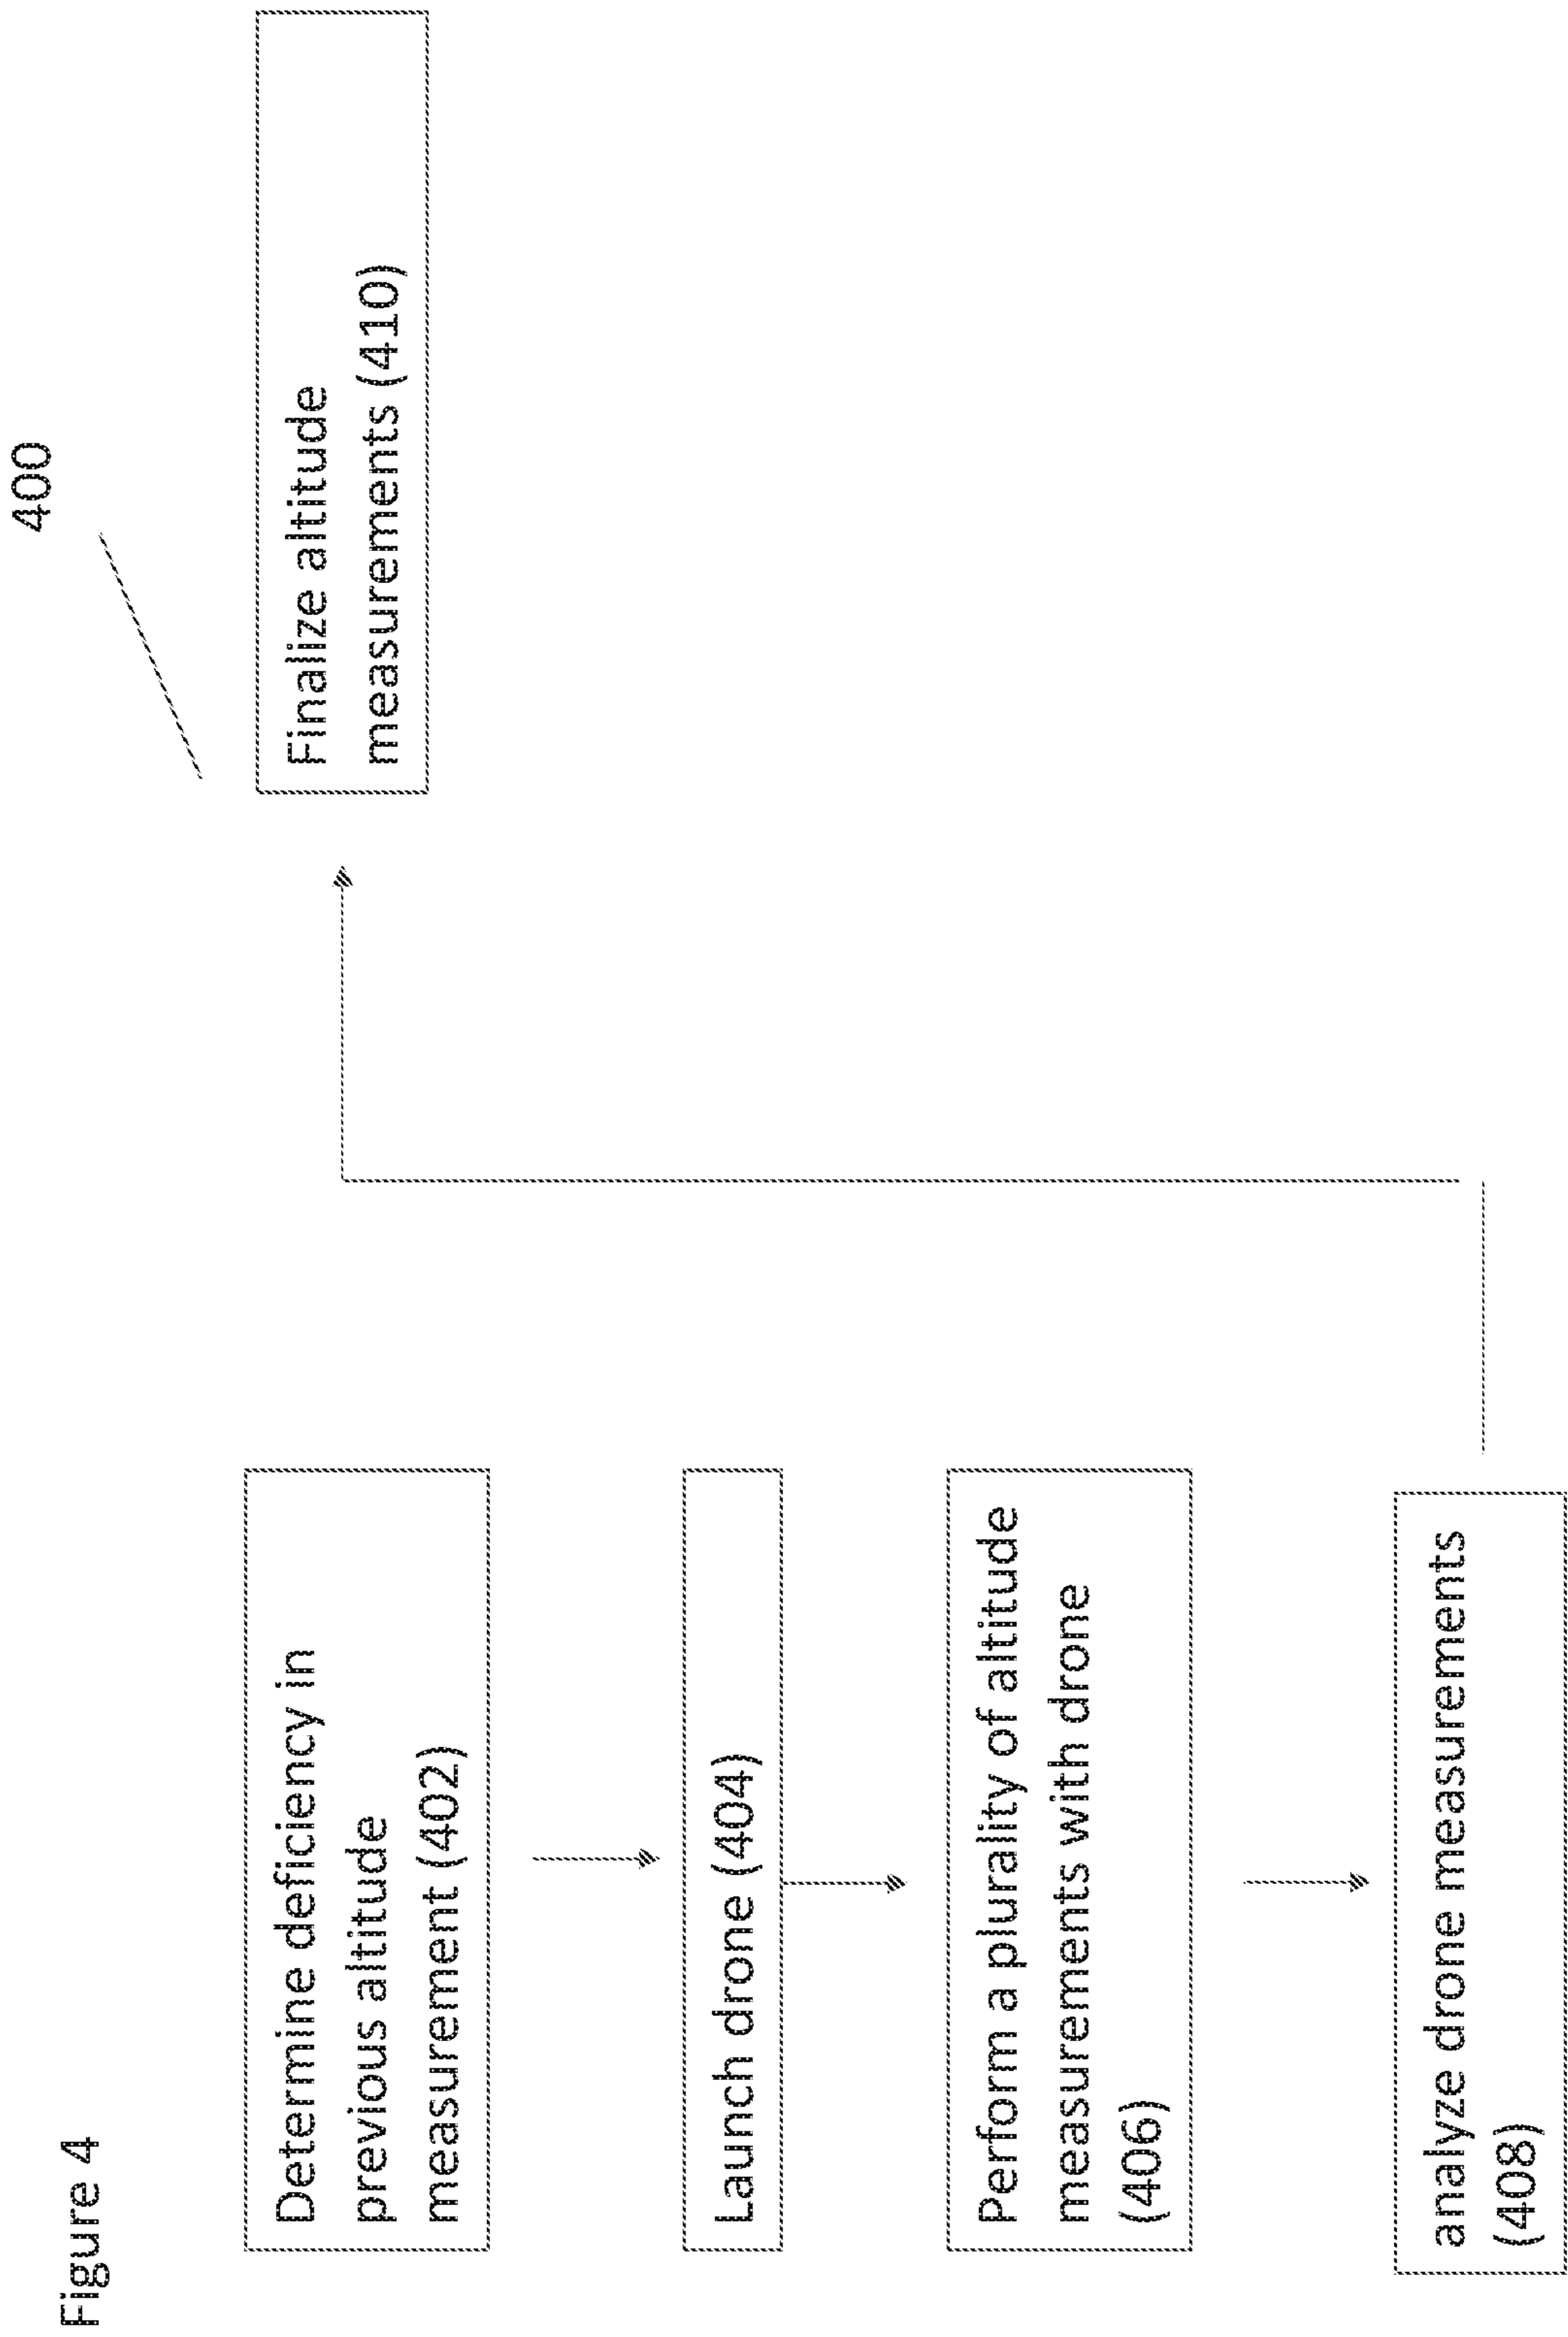 Figure 4
400
Determine deficiency in
previous altitude
measurement (402)
Launch drone (404)
Perform a plurality of altitude
measurements with drone
(406)
analyze drone measurements
(408)
Finalize altitude
measurements (410)